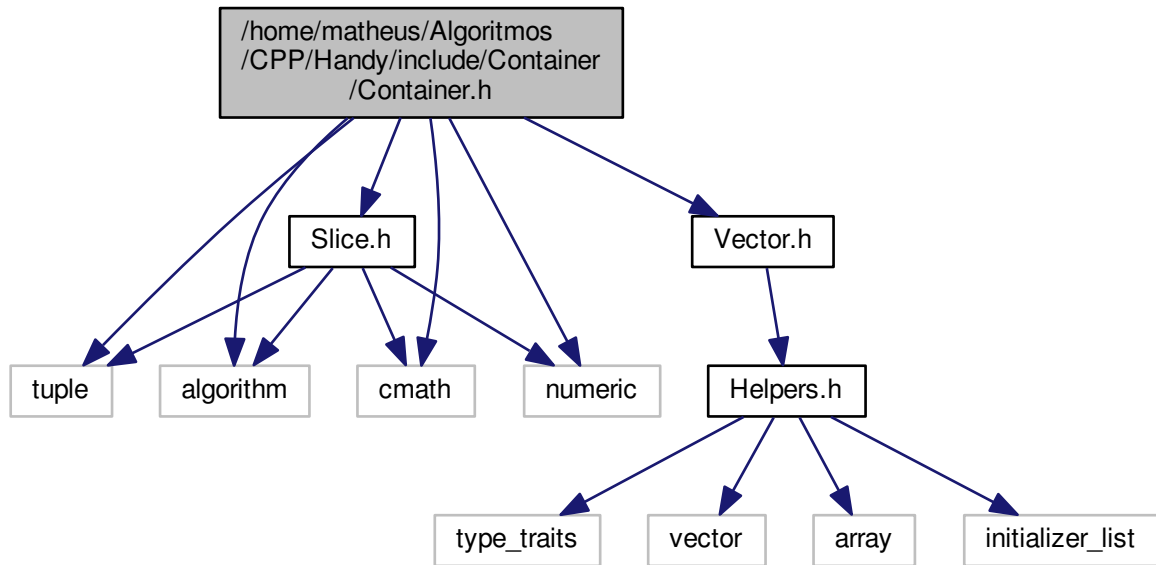 /home/matheus/Algoritmos
/CPP/Handy/include/Container
/Container.h
Slice.h
Vector.h
tuple
algorithm
cmath
numeric
Helpers.h
type_traits
vector
array
initializer_list